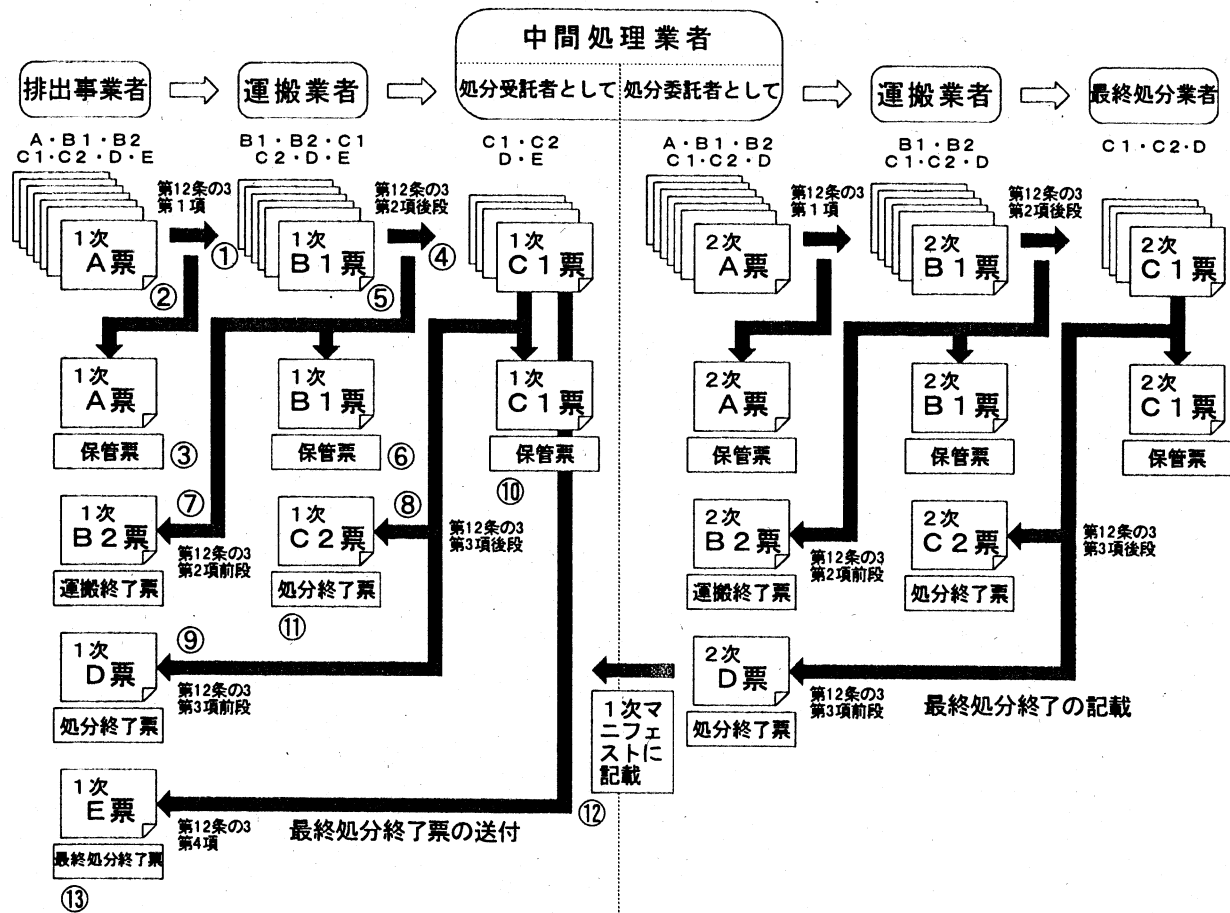 中間処理業者
排出事業者
運搬業者
処分受託者として
処分委託者として
運搬業者
最終処分業者
A・B1・B2
C1・C2・D・E
B1・B2・C1
C2・D・E
C1・C2
D・E
A・B1・B2
C1・C2・D
B1・B2
C1・C2・D
C1・C2・D
1次
A票
第12条の3
第1項
①
②
1次
B1票
第12条の3
第2項後段
④
⑤
1次
C1票
2次
A票
第12条の3
第1項
2次
B1票
第12条の3
第2項後段
2次
C1票
1次
A票
保管票
③
1次
B1票
保管票
⑥
1次
C1票
保管票
⑩
2次
A票
保管票
2次
B1票
保管票
2次
C1票
保管票
⑦
1次
B2票
第12条の3
第2項前段
運搬終了票
⑧
1次
C2票
第12条の3
第3項後段
処分終了票
⑪
2次
B2票
第12条の3
第2項前段
運搬終了票
2次
C2票
第12条の3
第3項後段
処分終了票
⑨
1次
D票
第12条の3
第3項前段
処分終了票
1次マ
ニフェ
ストに
記載
⑫
2次
D票
第12条の3
第3項前段
処分終了票
最終処分終了の記載
1次
E票
第12条の3
第4項
最終処分終了票の送付
最終処分終了票
⑬